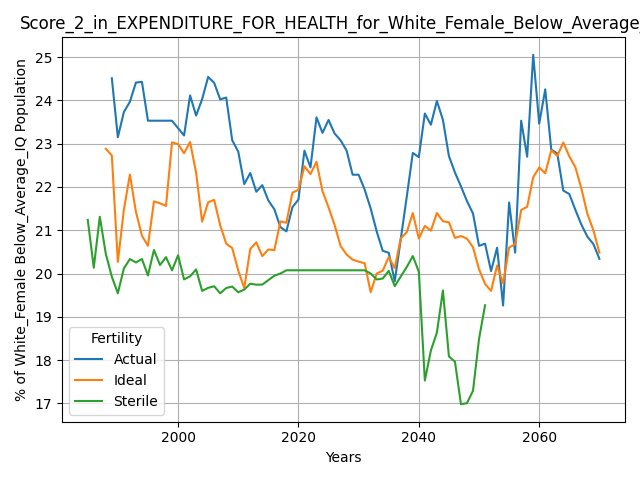 Score_2_in_EXPENDITURE_FOR_HEALTH_for_White_Female_Below_Average_
% of White_Female Below_Average_IQ Population
25
24
23
22
21
20
19
18
17
Fertility
Actual
Ideal
Sterile
2000
2020
2040
2060
Years